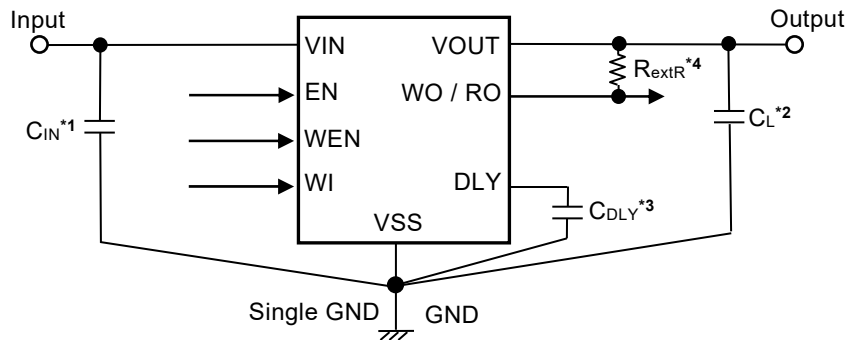 Input
Output
VIN
VOUT
RextR*4
EN
WO / RO
CIN*1
CL*2
WEN
WI
DLY
CDLY*3
VSS
Single GND
GND